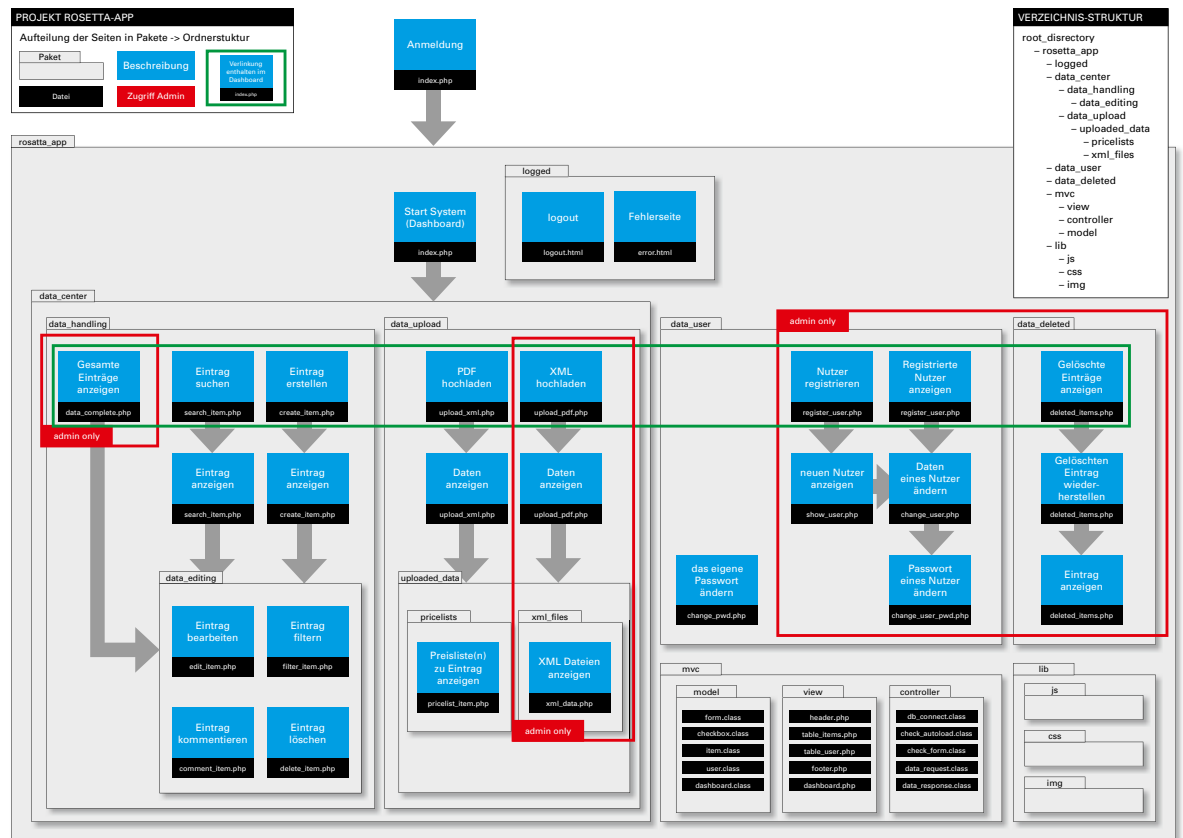 PROJEKT ROSETTA-APP
Aufteilung der Seiten in Pakete -> Ordnerstuktur
Paket
Beschreibung
Verlinkung
enthalten im
Dashboard
index.php
Datei
Zugriff Admin
Anmeldung
index.php
VERZEICHNIS-STRUKTUR
root_disrectory
– rosetta_app
– logged
– data_center
– data_handling
– data_editing
– data_upload
– uploaded_data
– pricelists
– xml_files
– data_user
– data_deleted
– mvc
– view
– controller
– model
– lib
– js
– css
– img
rosatta_app
Start System
(Dashboard)
index.php
logged
logout
logout.html
Fehlerseite
error.html
data_center
data_handling
Gesamte
Einträge
anzeigen
data_complete.php
admin only
Eintrag
suchen
search_item.php
Eintrag
erstellen
create_item.php
Eintrag
anzeigen
search_item.php
Eintrag
anzeigen
create_item.php
data_editing
Eintrag
bearbeiten
edit_item.php
Eintrag
filtern
filter_item.php
Eintrag
kommentieren
comment_item.php
Eintrag
löschen
delete_item.php
data_upload
PDF
hochladen
upload_xml.php
XML
hochladen
upload_pdf.php
Daten
anzeigen
upload_xml.php
Daten
anzeigen
upload_pdf.php
uploaded_data
pricelists
Preisliste(n)
zu Eintrag
anzeigen
pricelist_item.php
xml_files
XML Dateien
anzeigen
xml_data.php
admin only
data_user
admin only
Nutzer
registrieren
register_user.php
Registrierte
Nutzer
anzeigen
register_user.php
neuen Nutzer
anzeigen
show_user.php
Daten
eines Nutzer
ändern
change_user.php
das eigene
Passwort
ändern
change_pwd.php
Passwort
eines Nutzer
ändern
change_user_pwd.php
data_deleted
Gelöschte
Einträge
anzeigen
deleted_items.php
Gelöschten
Eintrag
wieder-
herstellen
deleted_items.php
Eintrag
anzeigen
deleted_items.php
mvc
model
form.class
checkbox.class
item.class
user.class
dashboard.class
view
header.php
table_items.php
table_user.php
footer.php
dashboard.php
controller
db_connect.class
check_autoload.class
check_form.class
data_request.class
data_response.class
lib
js
css
img